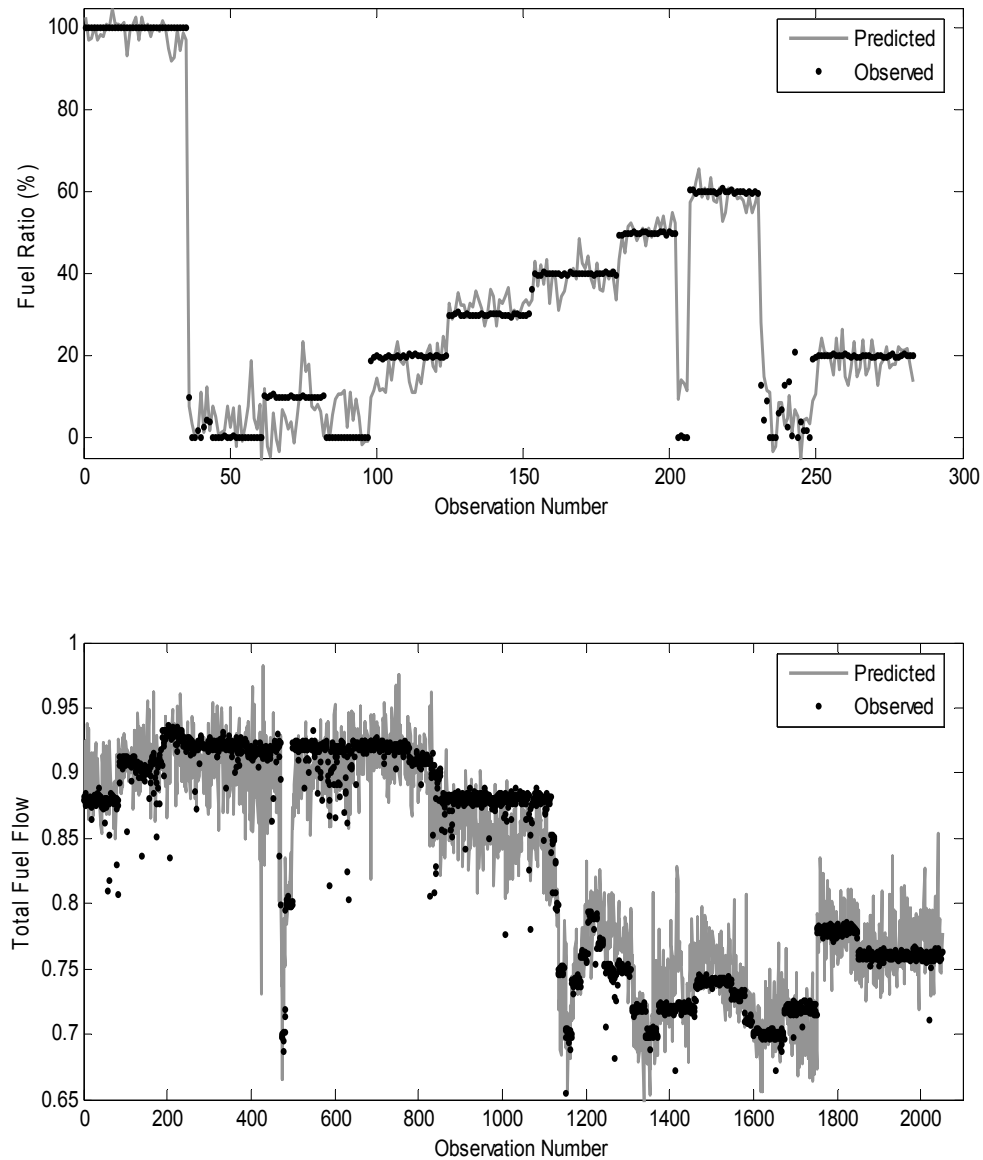 100
80
60
40
20
0
Fuel Ratio (%)
Predicted
Observed
0 50 100 150 200 250 300
Observation Number
1
0.95
0.9
0.85
0.8
0.75
0.7
0.65
Total Fuel Flow
Predicted
Observed
0 200 400 600 800 1000 1200 1400 1600 1800 2000
Observation Number